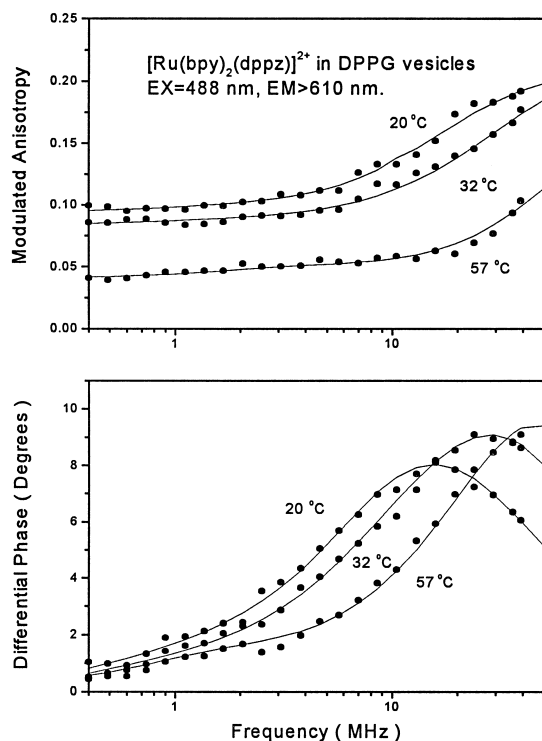 Modulated Anisotropy
0.25
0.20
0.15
0.10
0.05
0.00
[Ru(bpy)₂(dppz)]²⁺ in DPPG vesicles
EX=488 nm, EM>610 nm.
20 °C
32 °C
57 °C
1
10
Differential Phase ( Degrees )
10
8
6
4
2
0
20 °C
32 °C
57 °C
1
10
Frequency ( MHz )